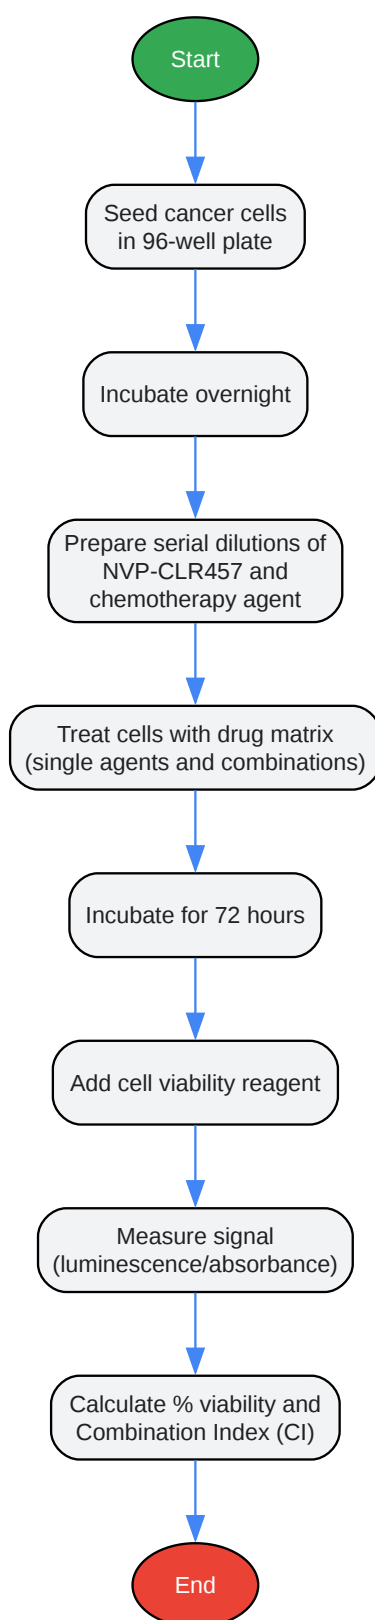 Start
Seed cancer cells
in 96-well plate
Incubate overnight
Prepare serial dilutions of
NVP-CLR457 and
chemotherapy agent
Treat cells with drug matrix
(single agents and combinations)
Incubate for 72 hours
Add cell viability reagent
Measure signal
(luminescence/absorbance)
Calculate % viability and
Combination Index (CI)
End